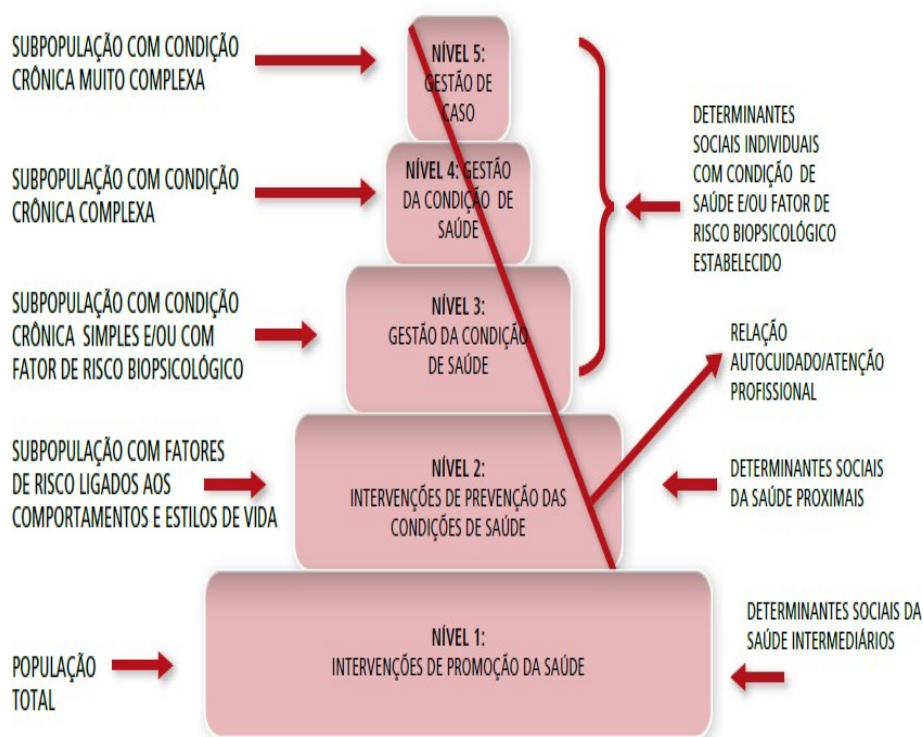 SUBPOPULAÇÃO COM CONDIÇÃO
CRÔNICA MUITO COMPLEXA
SUBPOPULAÇÃO COM CONDIÇÃO
CRÔNICA COMPLEXA
SUBPOPULAÇÃO COM CONDIÇÃO
CRÔNICA SIMPLES E/OU COM
FATOR DE RISCO BIOPSICOLÓGICO
SUBPOPULAÇÃO COM FATORES
DE RISCO LIGADOS AOS
COMPORTAMENTOS E ESTILOS DE VIDA
POPULAÇÃO
TOTAL
NÍVEL 5:
GESTÃO DE
CASO
NÍVEL 4: GESTÃO
DA CONDIÇÃO DE
SAÚDE
NÍVEL 3:
GESTÃO DA CONDIÇÃO
DE SAÚDE
NÍVEL 2:
INTERVENÇÕES DE PREVENÇÃO DAS
CONDIÇÕES DE SAÚDE
NÍVEL 1:
INTERVENÇÕES DE PROMOÇÃO DA SAÚDE
DETERMINANTES
SOCIAIS INDIVIDUAIS
COM CONDIÇÃO DE
SAÚDE E/OU FATOR DE
RISCO BIOPSICOLÓGICO
ESTABELECIDO
RELAÇÃO
AUTOCUIDADO/ATENÇÃO
PROFISSIONAL
DETERMINANTES SOCIAIS
DA SAÚDE PROXIMAIS
DETERMINANTES SOCIAIS DA
SAÚDE INTERMEDIÁRIOS